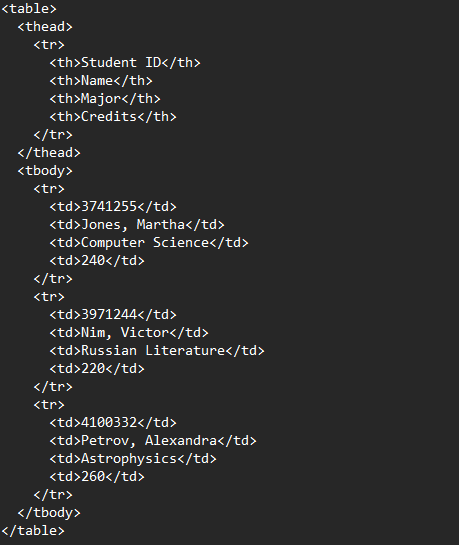 <table>
  <thead>
    <tr>
      <th>Student ID</th>
      <th>Name</th>
      <th>Major</th>
      <th>Credits</th>
    </tr>
  </thead>
  <tbody>
    <tr>
      <td>3741255</td>
      <td>Jones, Martha</td>
      <td>Computer Science</td>
      <td>240</td>
    </tr>
    <tr>
      <td>3971244</td>
      <td>Nim, Victor</td>
      <td>Russian Literature</td>
      <td>220</td>
    </tr>
    <tr>
      <td>4100332</td>
      <td>Petrov, Alexandra</td>
      <td>Astrophysics</td>
      <td>260</td>
    </tr>
  </tbody>
</table>